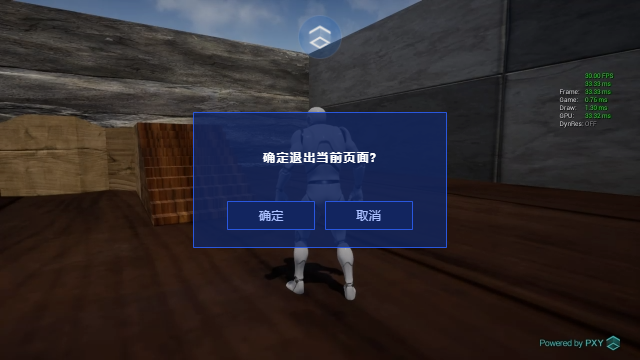 30.00 FPS
33.33 ms
Frame: 33.33 ms
Game: 0.76 ms
Draw: 1.30 ms
GPU: 33.32 ms
DynRes: OFF
确定退出当前页面?
确定
取消
Powered by PXY